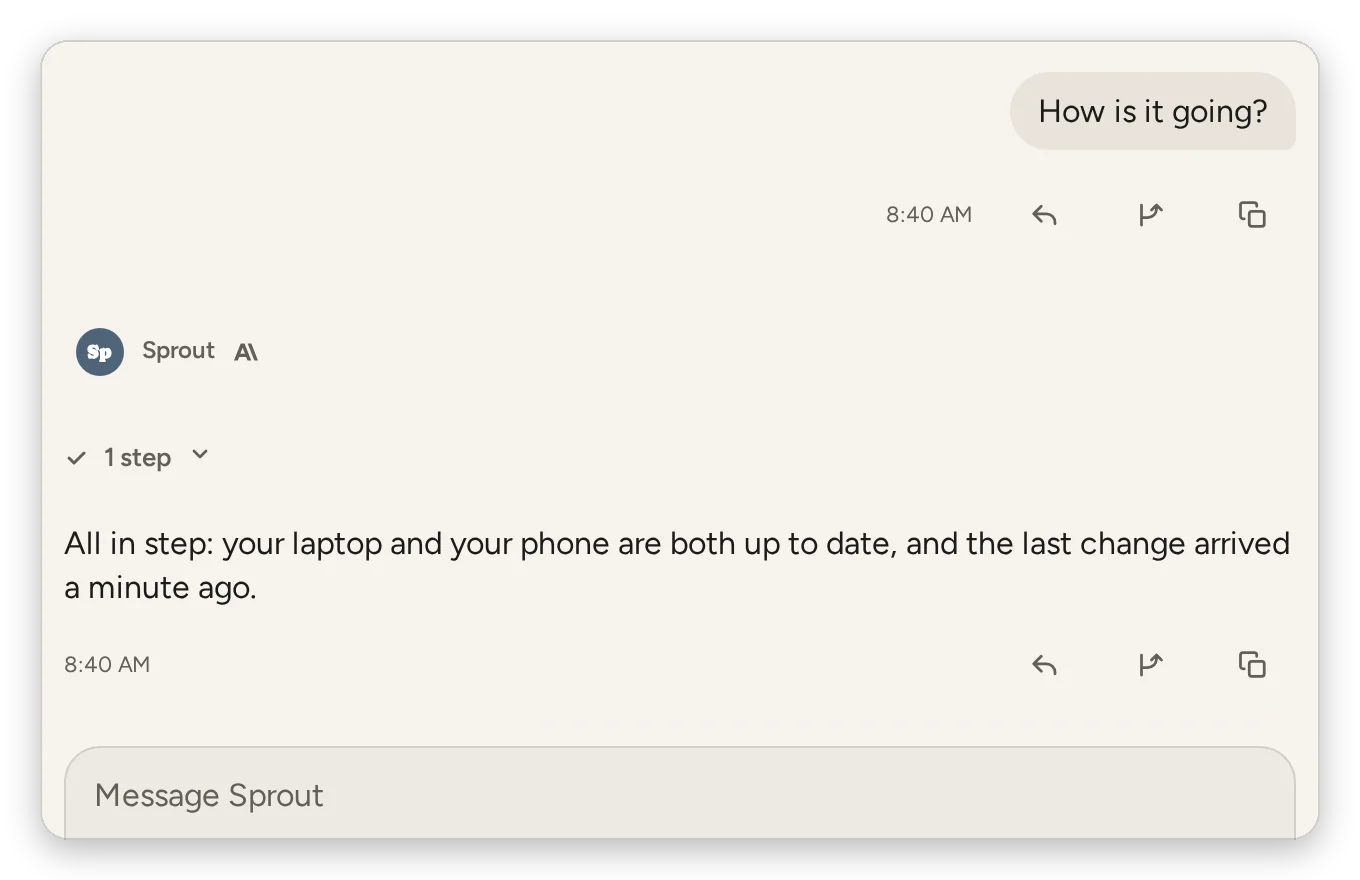 How is it going?
8:40 AM
Sp
Sprout
1 step
All in step: your laptop and your phone are both up to date, and the last change arrived
a minute ago.
8:40 AM
Message Sprout